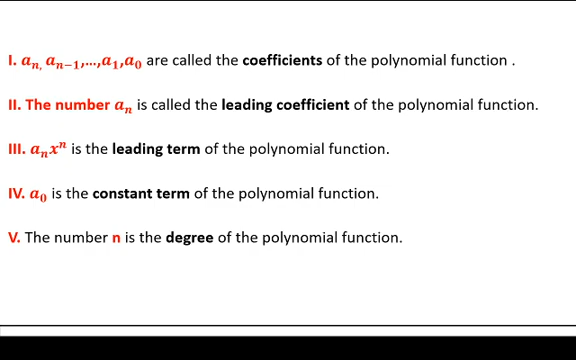 I. aₙ, aₙ₋₁,...,a₁,a₀ are called the coefficients of the polynomial function .
II. The number aₙ is called the leading coefficient of the polynomial function.
III. aₙxⁿ is the leading term of the polynomial function.
IV. a₀ is the constant term of the polynomial function.
V. The number n is the degree of the polynomial function.